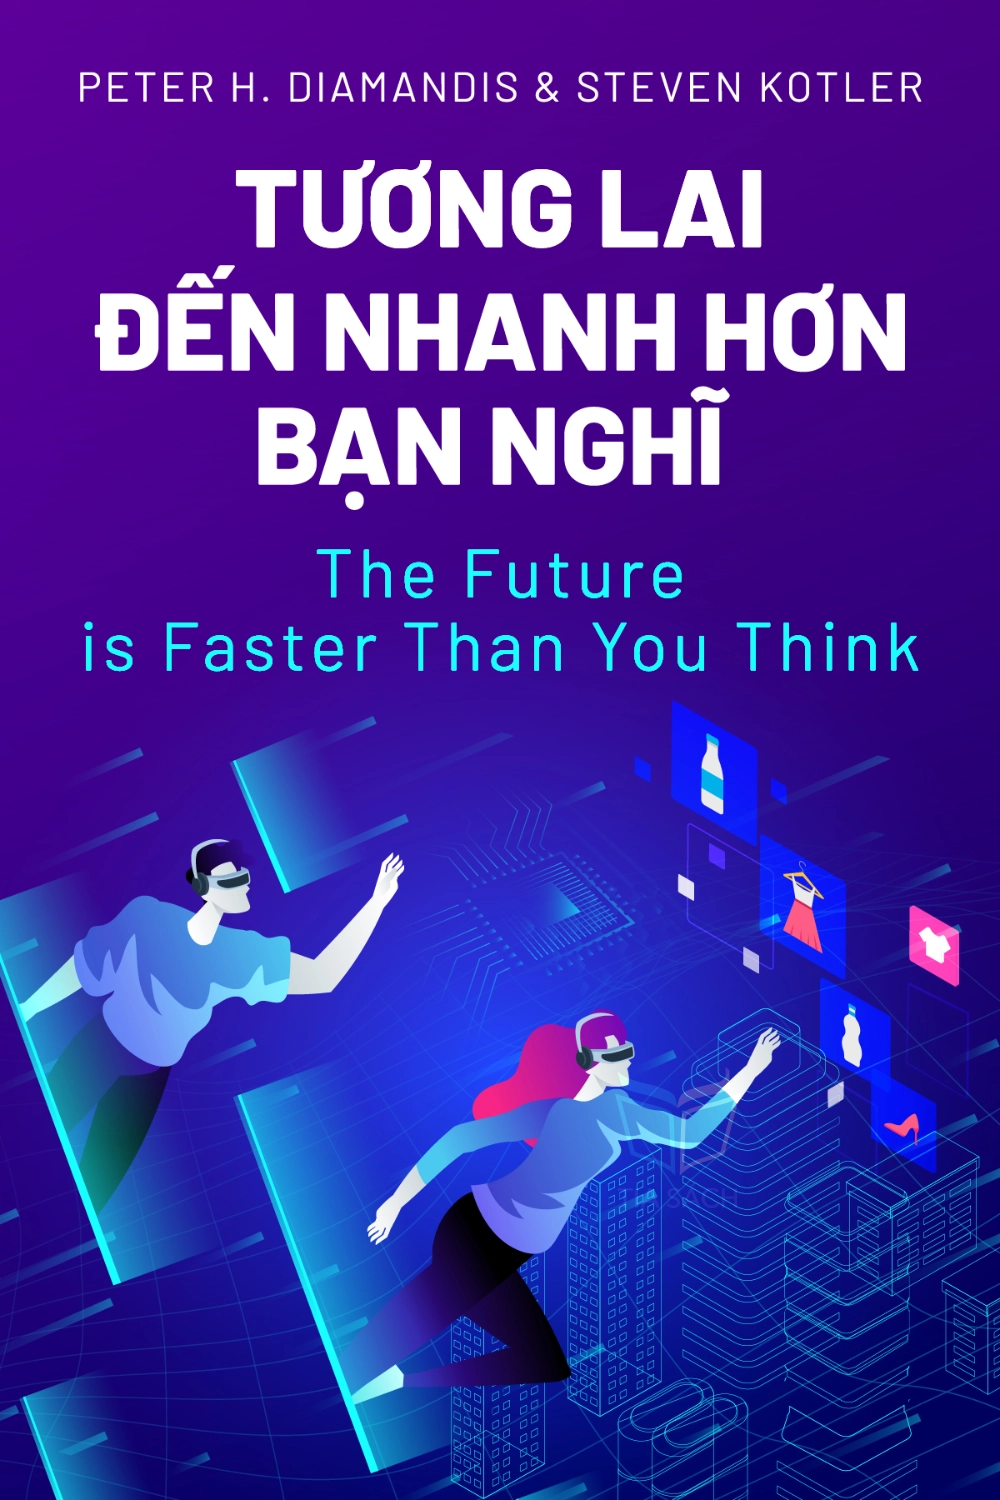 PETER H. DIAMANDIS & STEVEN KOTLER
TƯƠNG LAI
ĐẾN NHANH HƠN
BẠN NGHĨ
The Future
is Faster Than You Think